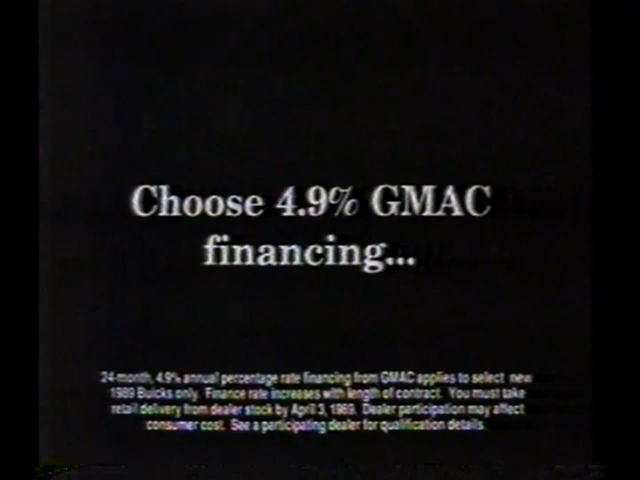 Choose 4.9% GMAC
financing...
24-month, 4.9% annual percentage rate financing from GMAC applies to select new
1989 Buicks only. Finance rate increases with length of contract. You must take
retail delivery from dealer stock by April 3, 1989. Dealer participation may affect
consumer cost. See a participating dealer for qualification details.